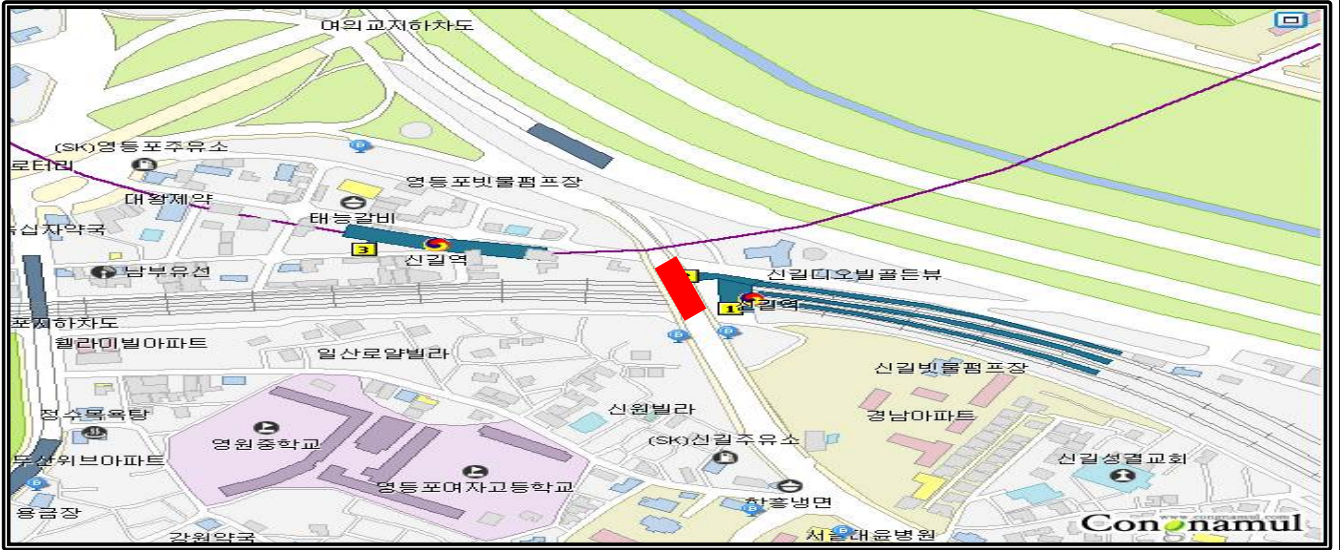 여의교지하차도
(SK)영등포주유소
로터리
영등포빗물펌프장
대왕제약
태능갈비
십자약국
3
신길역
남부유선
신길디오빌골든뷰
1
신길역
포지하차도
웰라이빌아파트
일산로얄빌라
신길빗물펌프장
정수목욕탕
신원빌라
경남아파트
영원중학교
(SK)신길주유소
두산위브아파트
신길성결교회
영등포여자고등학교
함흥냉면
용금장
강원약국
서울대윤병원
Congnamul